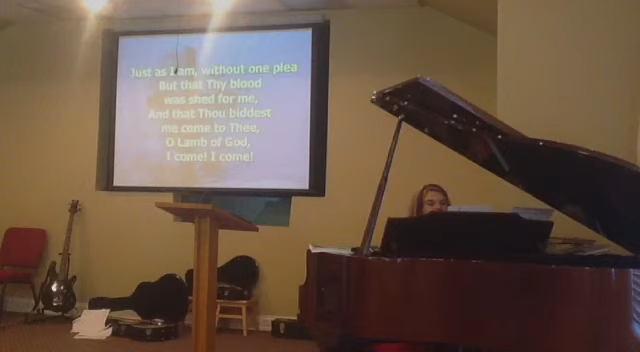 Just as I am, without one plea
But that Thy blood
was shed for me,
And that Thou biddest
me come to Thee,
O Lamb of God,
I come! I come!